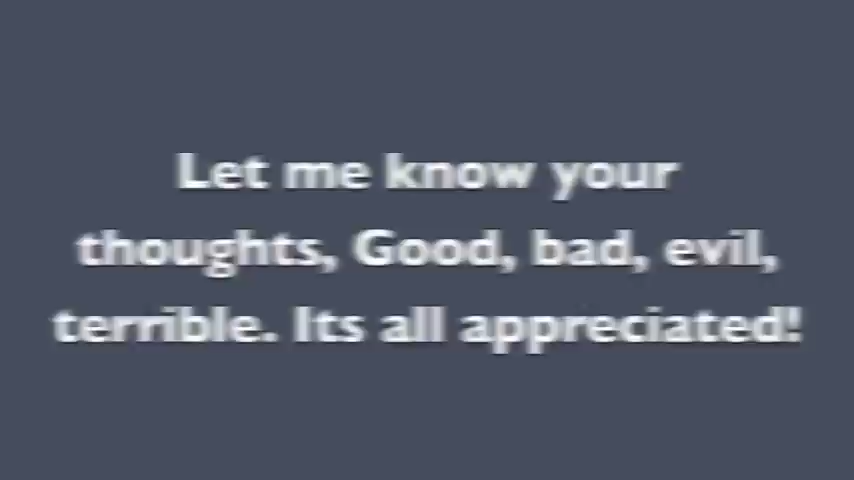 Let me know your
thoughts, Good, bad, evil,
terrible. Its all appreciated!